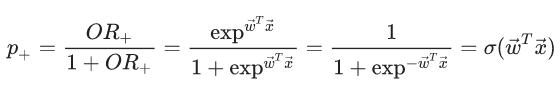 p₊ = OR₊ / (1 + OR₊) = exp^{w⃗ᵀx⃗} / (1 + exp^{w⃗ᵀx⃗}) = 1 / (1 + exp^{−w⃗ᵀx⃗}) = σ(w⃗ᵀx⃗)